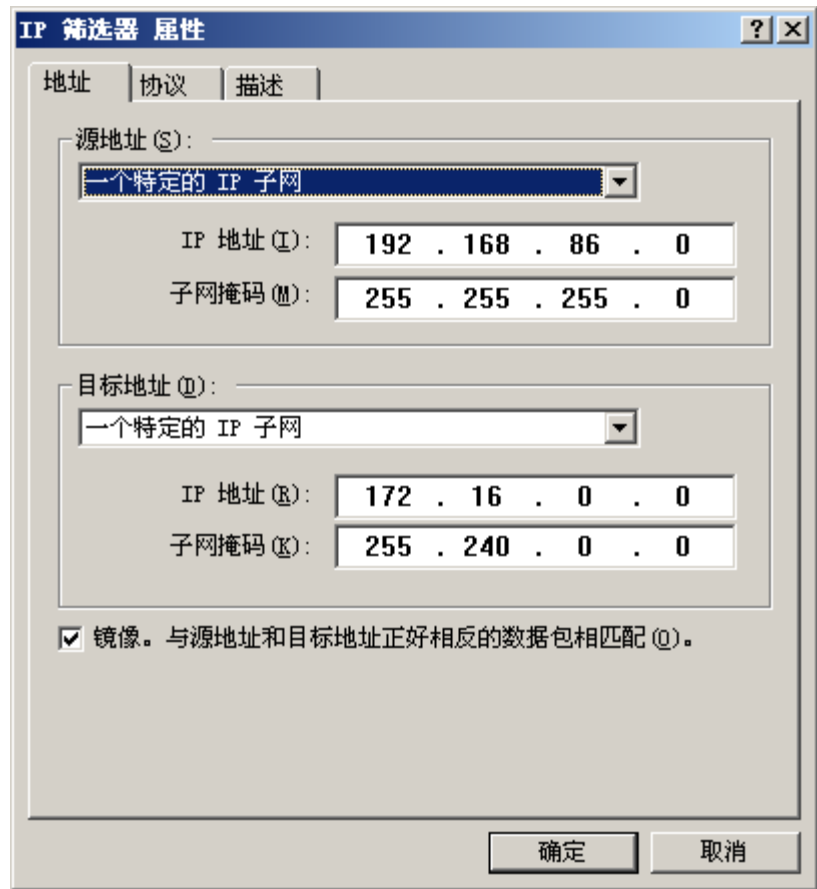 IP 筛选器 属性
地址 协议 描述
源地址(S):
一个特定的 IP 子网
IP 地址(I): 192 . 168 . 86 . 0
子网掩码(M): 255 . 255 . 255 . 0
目标地址(D):
一个特定的 IP 子网
IP 地址(R): 172 . 16 . 0 . 0
子网掩码(K): 255 . 240 . 0 . 0
镜像。与源地址和目标地址正好相反的数据包相匹配(O)。
确定 取消